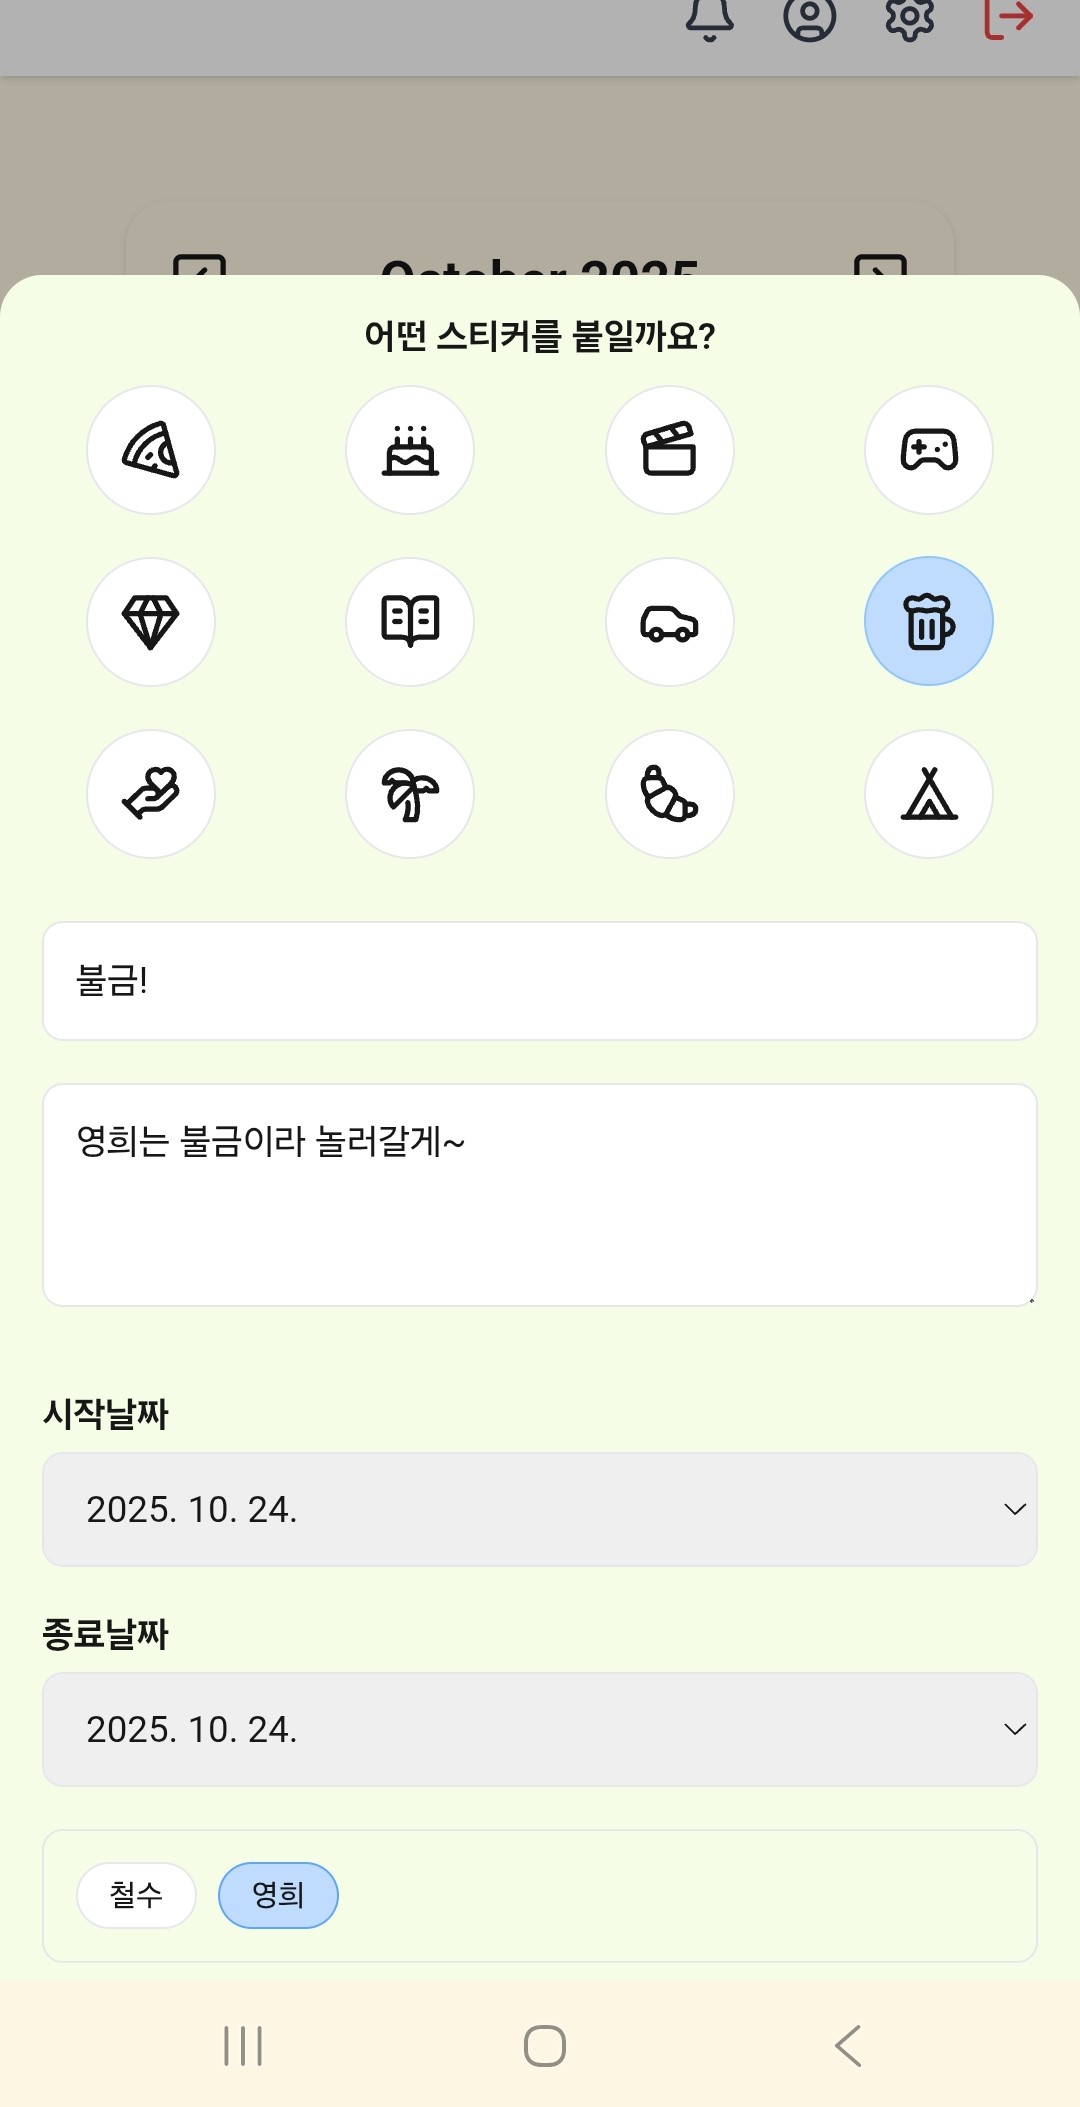 October 2025
어떤 스티커를 붙일까요?
불금!
영희는 불금이라 놀러갈게~
시작날짜
2025. 10. 24.
종료날짜
2025. 10. 24.
철수 영희